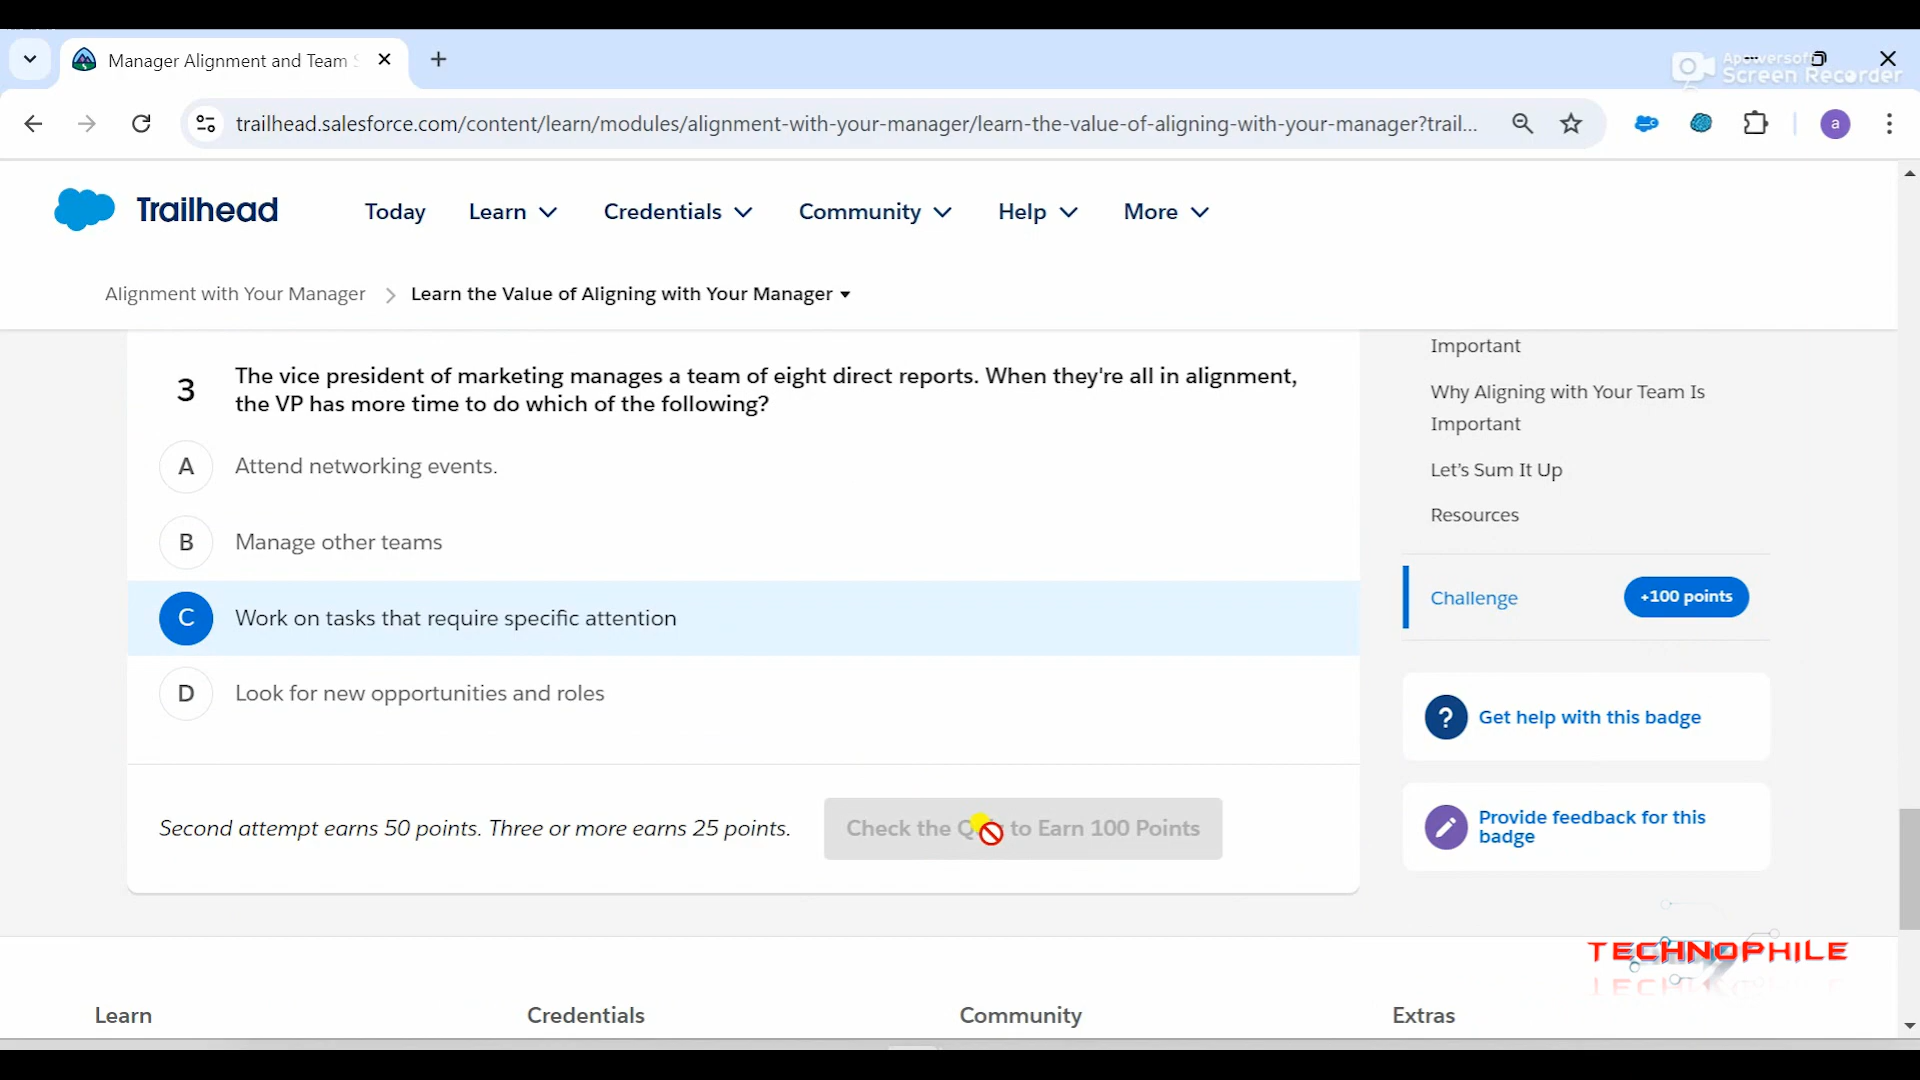 Manager Alignment and Team S
Apowersoft
Screen Recorder
trailhead.salesforce.com/content/learn/modules/alignment-with-your-manager/learn-the-value-of-aligning-with-your-manager?trail...
a
Trailhead
Today
Learn
Credentials
Community
Help
More
Alignment with Your Manager
Learn the Value of Aligning with Your Manager
3
The vice president of marketing manages a team of eight direct reports. When they're all in alignment,
the VP has more time to do which of the following?
A
Attend networking events.
B
Manage other teams
C
Work on tasks that require specific attention
D
Look for new opportunities and roles
Second attempt earns 50 points. Three or more earns 25 points.
Check the Quiz to Earn 100 Points
Important
Why Aligning with Your Team Is
Important
Let's Sum It Up
Resources
Challenge
+100 points
?
Get help with this badge
Provide feedback for this
badge
TECHNOPHILE
Learn
Credentials
Community
Extras